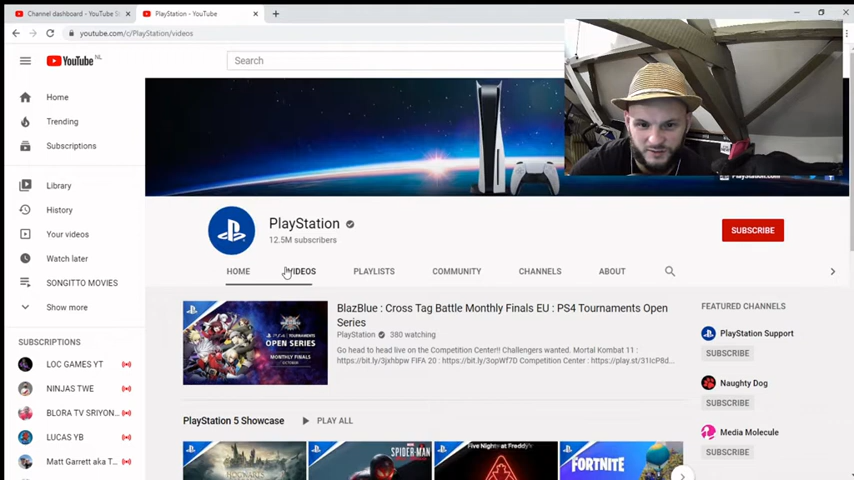 Channel dashboard - YouTube S
PlayStation - YouTube
youtube.com/c/PlayStation/videos
YouTube NL
Search
Home
Trending
Subscriptions
Library
History
Your videos
Watch later
SONGITTO MOVIES
Show more
SUBSCRIPTIONS
LOC GAMES YT
NINJAS TWE
BLORA TV SRIYON...
LUCAS YB
Matt Garrett aka T...
PlayStation.com
PlayStation
12.5M subscribers
SUBSCRIBE
HOME
VIDEOS
PLAYLISTS
COMMUNITY
CHANNELS
ABOUT
OPEN SERIES
MONTHLY FINALS
BlazBlue : Cross Tag Battle Monthly Finals EU : PS4 Tournaments Open
Series
PlayStation 380 watching
Go head to head live on the Competition Center!! Challengers wanted. Mortal Kombat 11 :
https://bit.ly/3jxhbpw FIFA 20 : https://bit.ly/3opWf7D Competition Center : https://play.st/31IcP8d...
FEATURED CHANNELS
PlayStation Support
SUBSCRIBE
Naughty Dog
SUBSCRIBE
Media Molecule
SUBSCRIBE
PlayStation 5 Showcase
PLAY ALL
HOGWARTS
SPIDER-MAN
Five Nights at Freddy's
FORTNITE